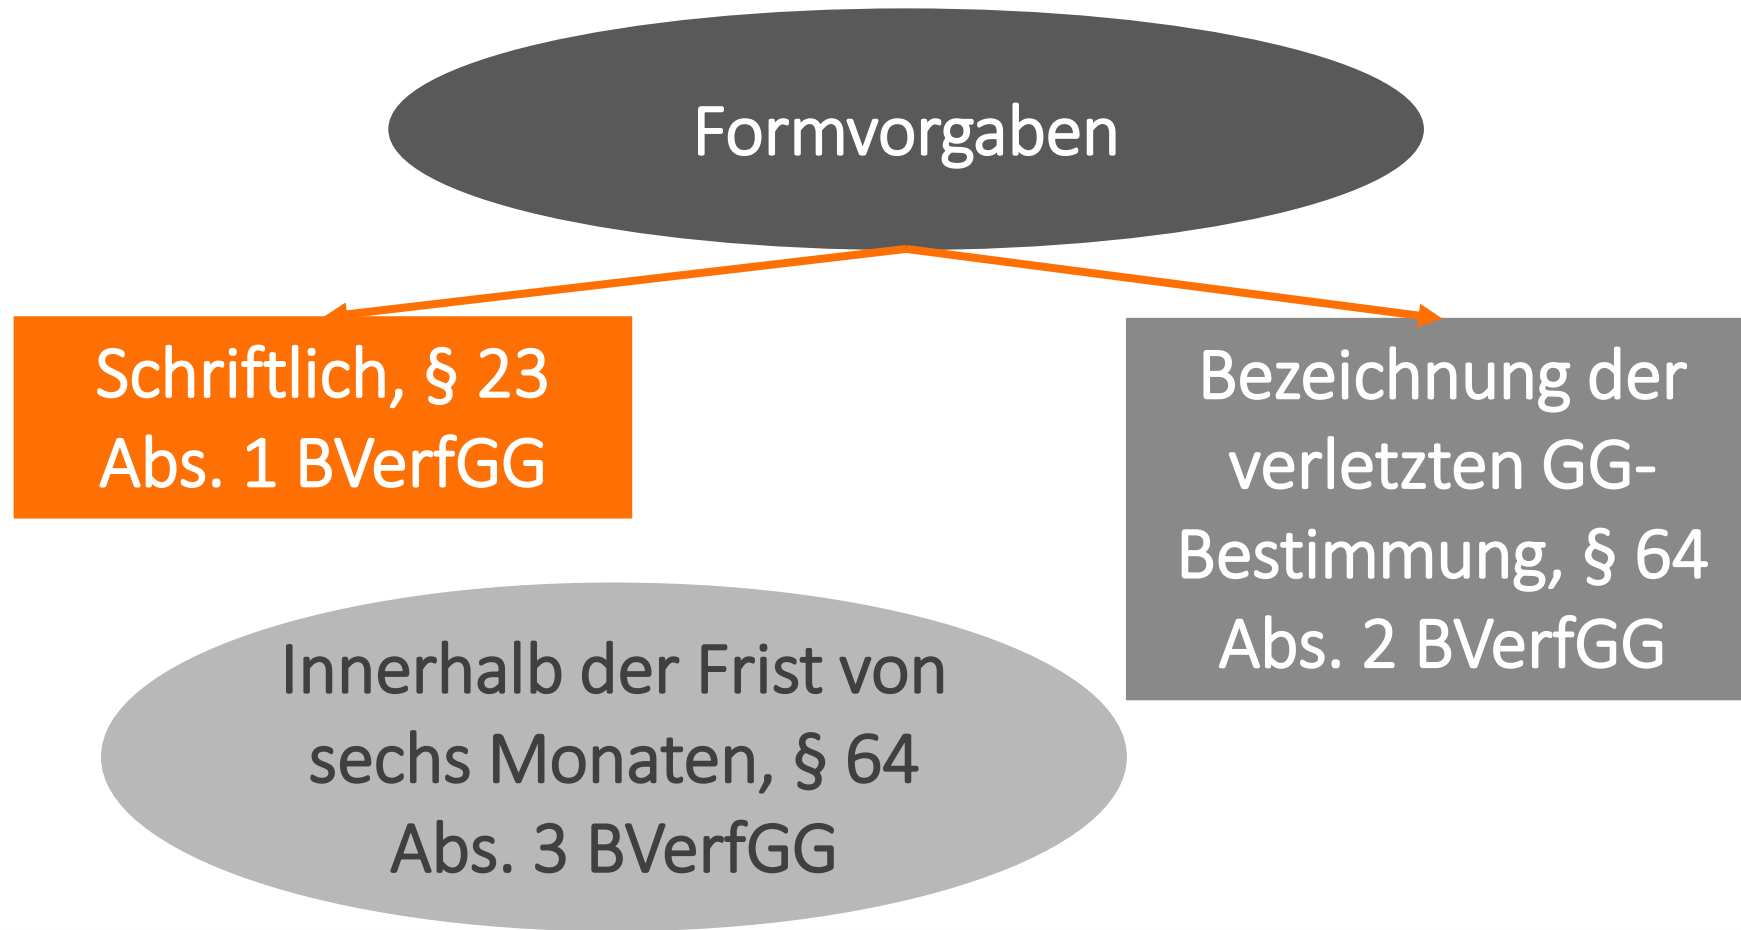 Formvorgaben
Schriftlich, § 23
Abs. 1 BVerfGG
Bezeichnung der
verletzten GG-
Bestimmung, § 64
Abs. 2 BVerfGG
Innerhalb der Frist von
sechs Monaten, § 64
Abs. 3 BVerfGG